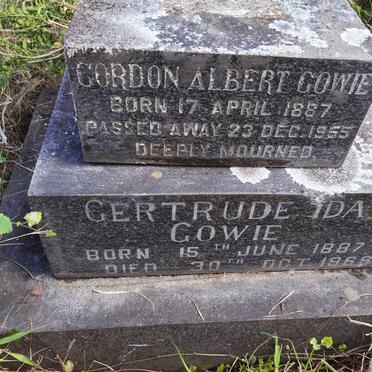 GORDON ALBERT GOWIE
BORN 17 APRIL 1887
PASSED AWAY 23 DEC. 1955
DEEPLY MOURNED
GERTRUDE IDA
GOWIE
BORN 15TH JUNE 1887
DIED 30TH OCT 1966